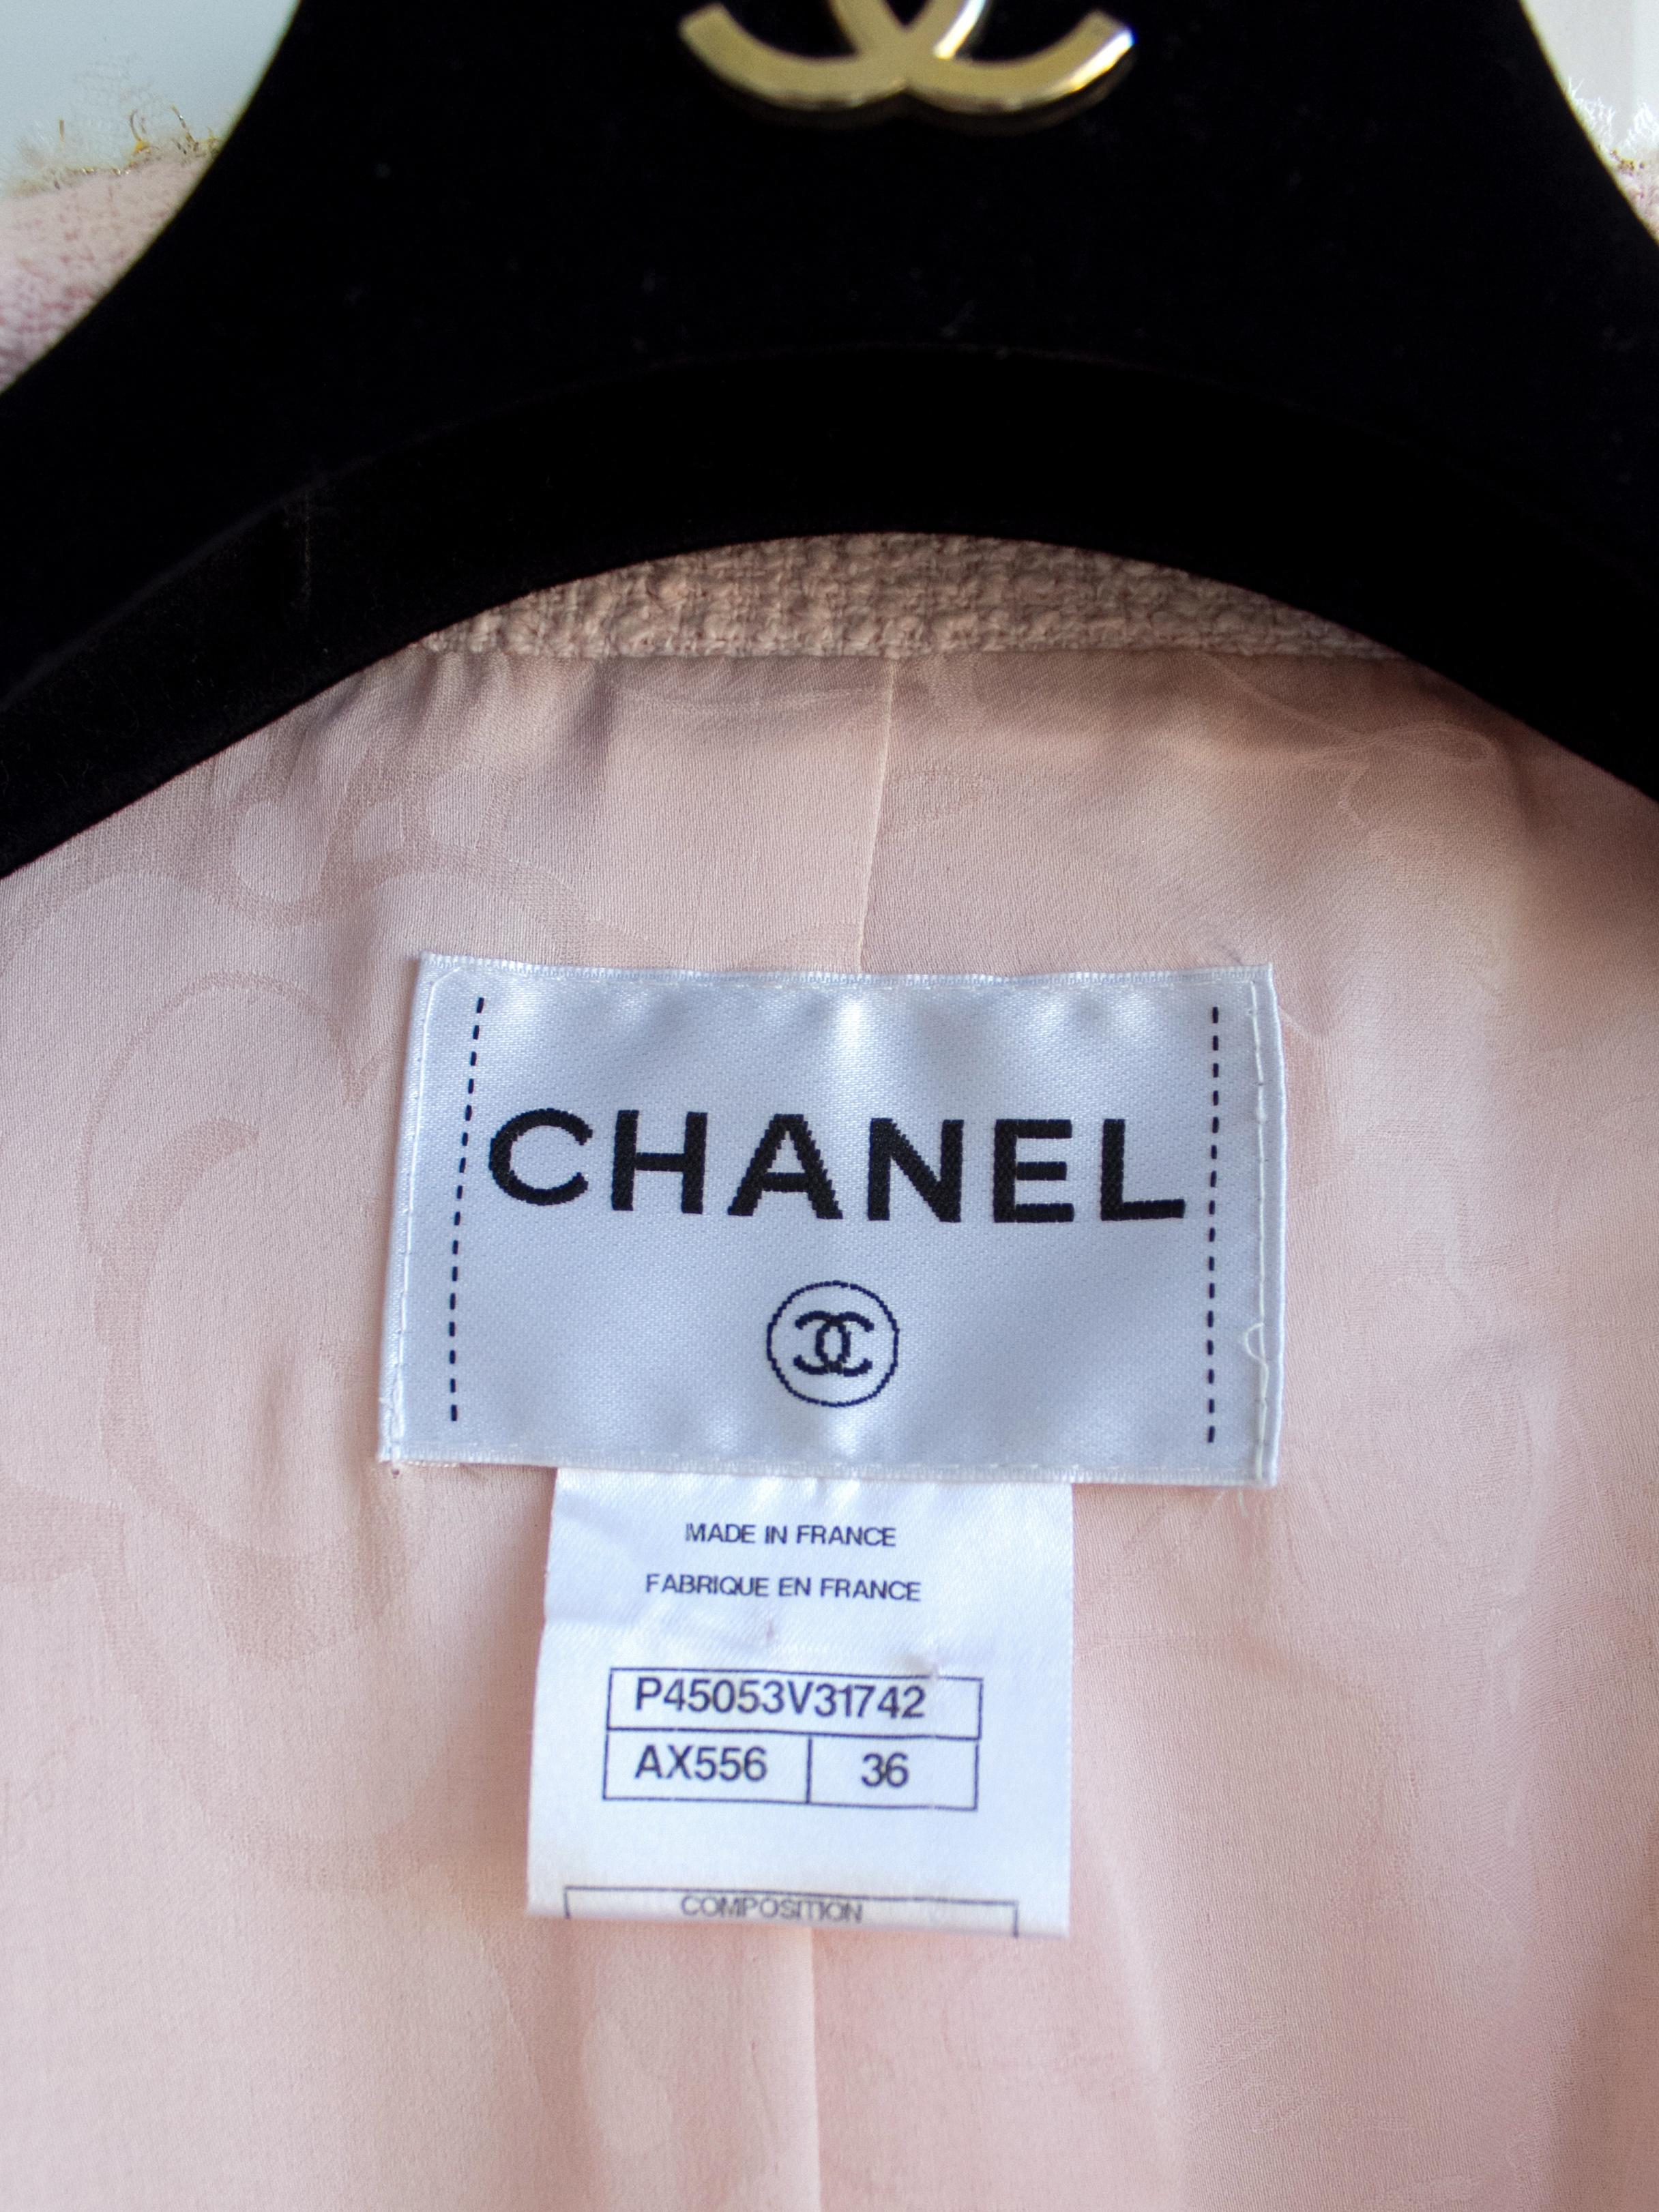 CHANEL
MADE IN FRANCE
FABRIQUE EN FRANCE
P45053V31742
AX556 36
COMPOSITION